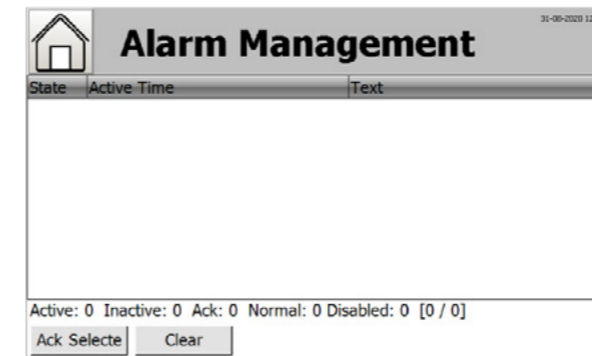 31-08-2020 12
Alarm Management
State Active Time Text
Active: 0 Inactive: 0 Ack: 0 Normal: 0 Disabled: 0 [0 / 0]
Ack Selecte Clear